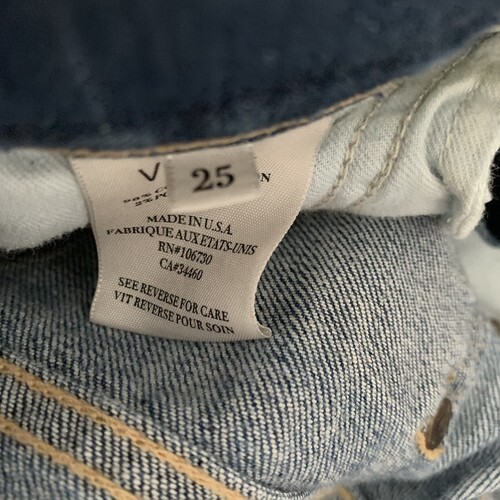 V
25
N
MADE IN U.S.A.
FABRIQUE AUX ETATS-UNIS
RN#106730
CA#34460
SEE REVERSE FOR CARE
VIT REVERSE POUR SOIN